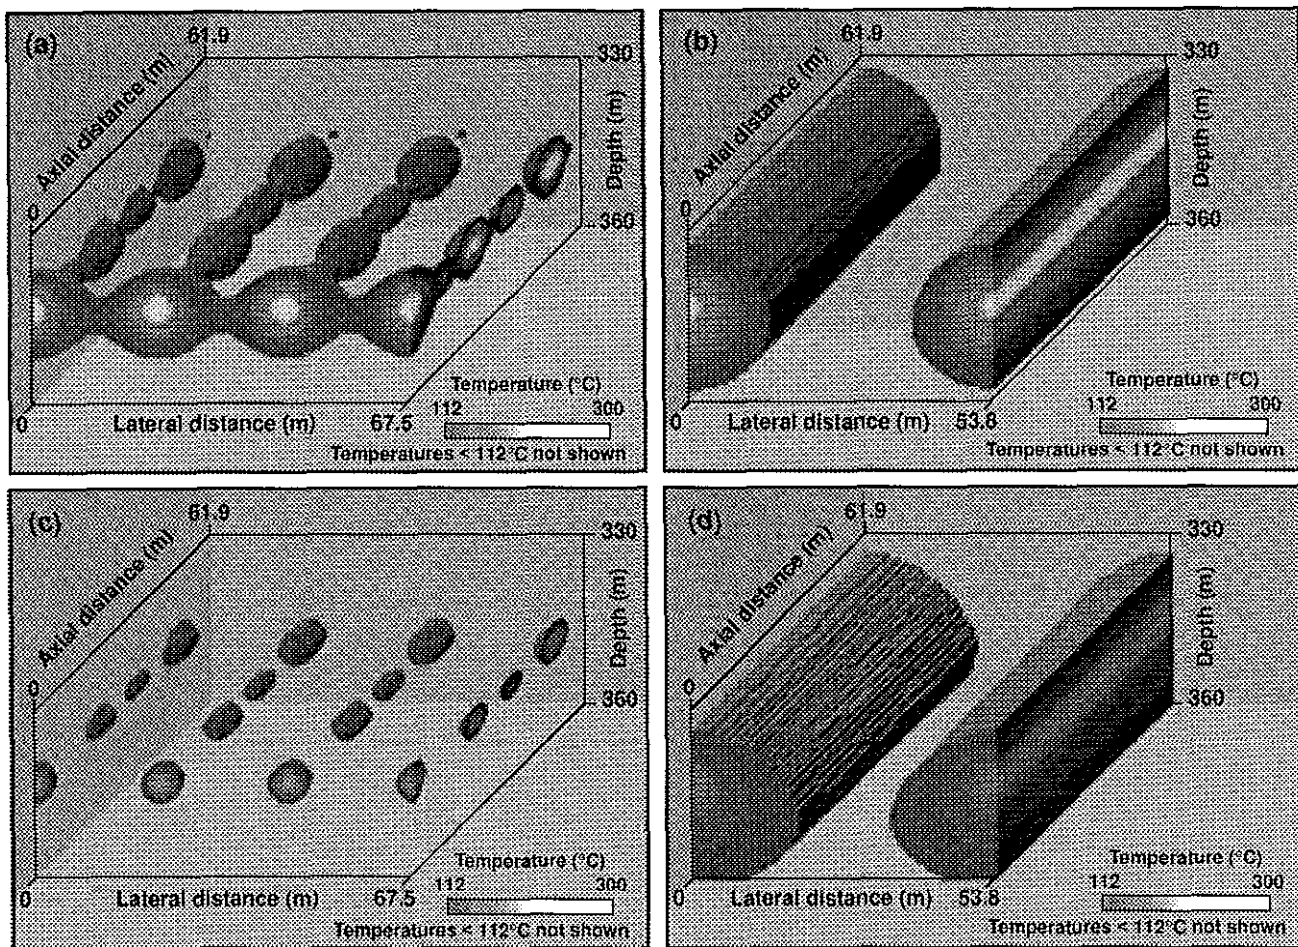 (a)
61.9
330
Axial distance (m)
Depth (m)
0
360
Temperature (°C)
112 300
0 Lateral distance (m) 67.5
Temperatures < 112°C not shown
(b)
61.9
330
Axial distance (m)
Depth (m)
0
360
Temperature (°C)
112 300
0 Lateral distance (m) 53.8
Temperatures < 112°C not shown
(c)
61.9
330
Axial distance (m)
Depth (m)
0
360
Temperature (°C)
112 300
0 Lateral distance (m) 67.5
Temperatures < 112°C not shown
(d)
61.9
330
Axial distance (m)
Depth (m)
0
360
Temperature (°C)
112 300
0 Lateral distance (m) 53.8
Temperatures < 112°C not shown